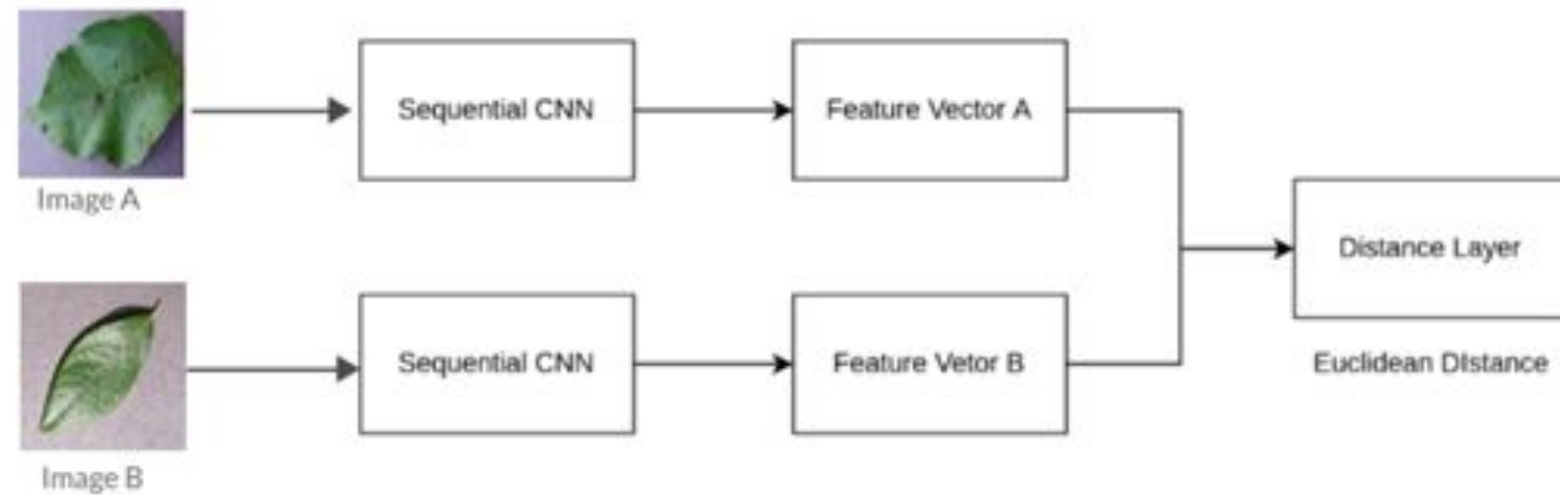 Image A
Sequential CNN
Feature Vector A
Image B
Sequential CNN
Feature Vetor B
Distance Layer
Euclidean DIstance